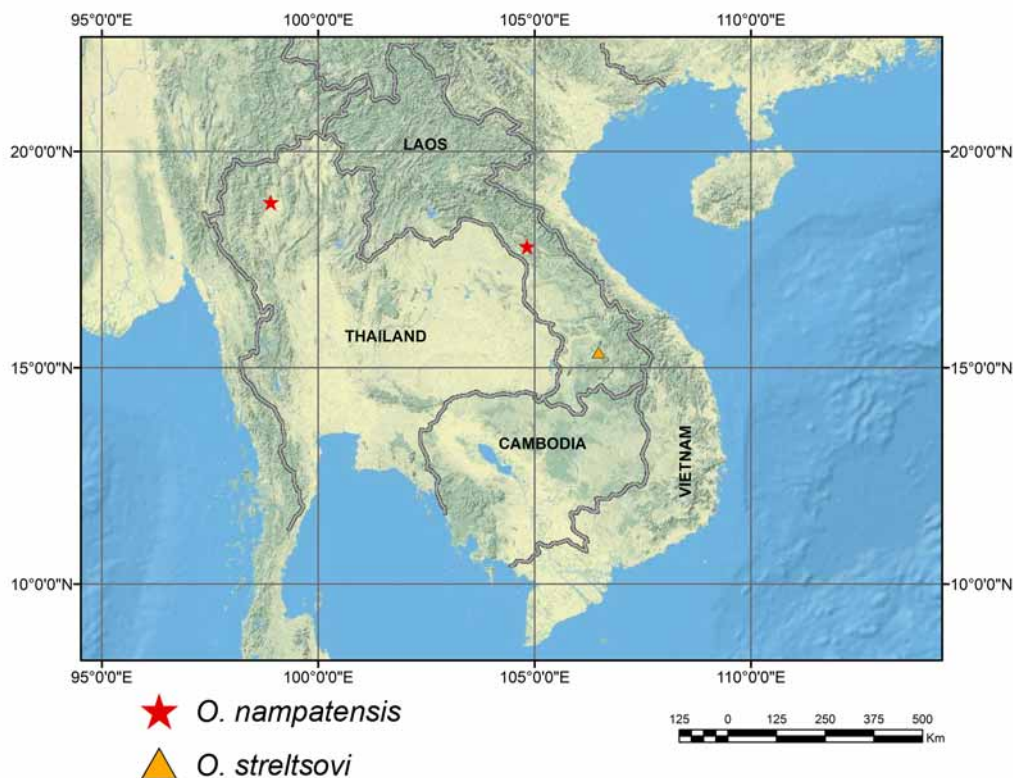 95°0'0"E 100°0'0"E 105°0'0"E 110°0'0"E
LAOS
20°0'0"N 20°0'0"N
THAILAND
15°0'0"N 15°0'0"N
CAMBODIA
VIETNAM
10°0'0"N 10°0'0"N
95°0'0"E 100°0'0"E 105°0'0"E 110°0'0"E
O. nampatensis
125 0 125 250 375 500
Km
O. streltsovi